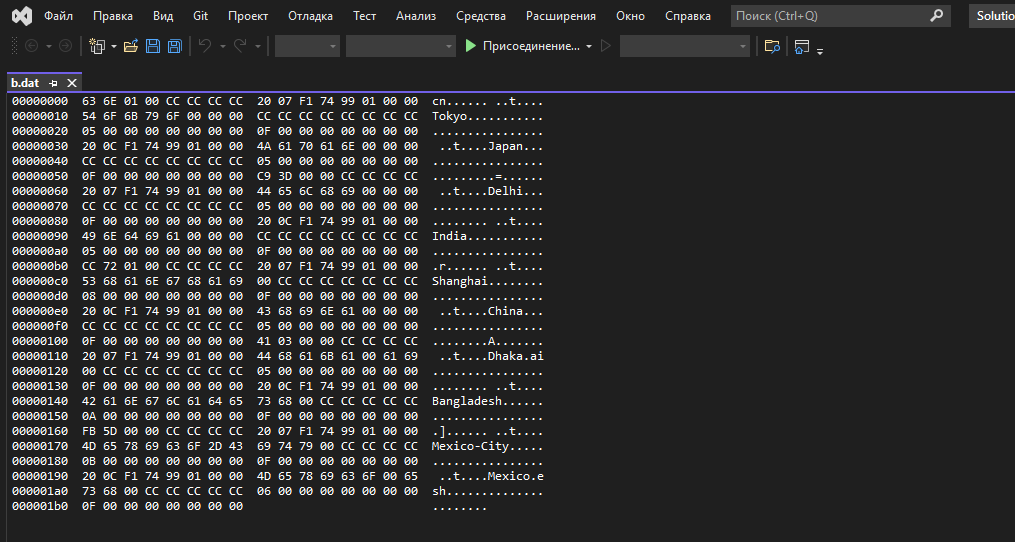 Файл Правка Вид Git Проект Отладка Тест Анализ Средства Расширения Окно Справка Поиск (Ctrl+Q) Solutio
Присоединение...
b.dat
00000000 63 6E 01 00 CC CC CC CC 20 07 F1 74 99 01 00 00 cn...... ..t....
00000010 54 6F 6B 79 6F 00 00 00 CC CC CC CC CC CC CC CC Tokyo...........
00000020 05 00 00 00 00 00 00 00 0F 00 00 00 00 00 00 00 ................
00000030 20 0C F1 74 99 01 00 00 4A 61 70 61 6E 00 00 00  ..t....Japan...
00000040 CC CC CC CC CC CC CC CC 05 00 00 00 00 00 00 00 ................
00000050 0F 00 00 00 00 00 00 00 C9 3D 00 00 CC CC CC CC .........=......
00000060 20 07 F1 74 99 01 00 00 44 65 6C 68 69 00 00 00  ..t....Delhi...
00000070 CC CC CC CC CC CC CC CC 05 00 00 00 00 00 00 00 ................
00000080 0F 00 00 00 00 00 00 00 20 0C F1 74 99 01 00 00 ........ ..t....
00000090 49 6E 64 69 61 00 00 00 CC CC CC CC CC CC CC CC India...........
000000a0 05 00 00 00 00 00 00 00 0F 00 00 00 00 00 00 00 ................
000000b0 CC 72 01 00 CC CC CC CC 20 07 F1 74 99 01 00 00 .r...... ..t....
000000c0 53 68 61 6E 67 68 61 69 00 CC CC CC CC CC CC CC Shanghai........
000000d0 08 00 00 00 00 00 00 00 0F 00 00 00 00 00 00 00 ................
000000e0 20 0C F1 74 99 01 00 00 43 68 69 6E 61 00 00 00  ..t....China...
000000f0 CC CC CC CC CC CC CC CC 05 00 00 00 00 00 00 00 ................
00000100 0F 00 00 00 00 00 00 00 41 03 00 00 CC CC CC CC ........A.......
00000110 20 07 F1 74 99 01 00 00 44 68 61 6B 61 00 61 69  ..t....Dhaka.ai
00000120 00 CC CC CC CC CC CC CC 05 00 00 00 00 00 00 00 ................
00000130 0F 00 00 00 00 00 00 00 20 0C F1 74 99 01 00 00 ........ ..t....
00000140 42 61 6E 67 6C 61 64 65 73 68 00 CC CC CC CC CC Bangladesh......
00000150 0A 00 00 00 00 00 00 00 0F 00 00 00 00 00 00 00 ................
00000160 FB 5D 00 00 CC CC CC CC 20 07 F1 74 99 01 00 00 .]...... ..t....
00000170 4D 65 78 69 63 6F 2D 43 69 74 79 00 CC CC CC CC Mexico-City.....
00000180 0B 00 00 00 00 00 00 00 0F 00 00 00 00 00 00 00 ................
00000190 20 0C F1 74 99 01 00 00 4D 65 78 69 63 6F 00 65  ..t....Mexico.e
000001a0 73 68 00 CC CC CC CC CC 06 00 00 00 00 00 00 00 sh..............
000001b0 0F 00 00 00 00 00 00 00 ........